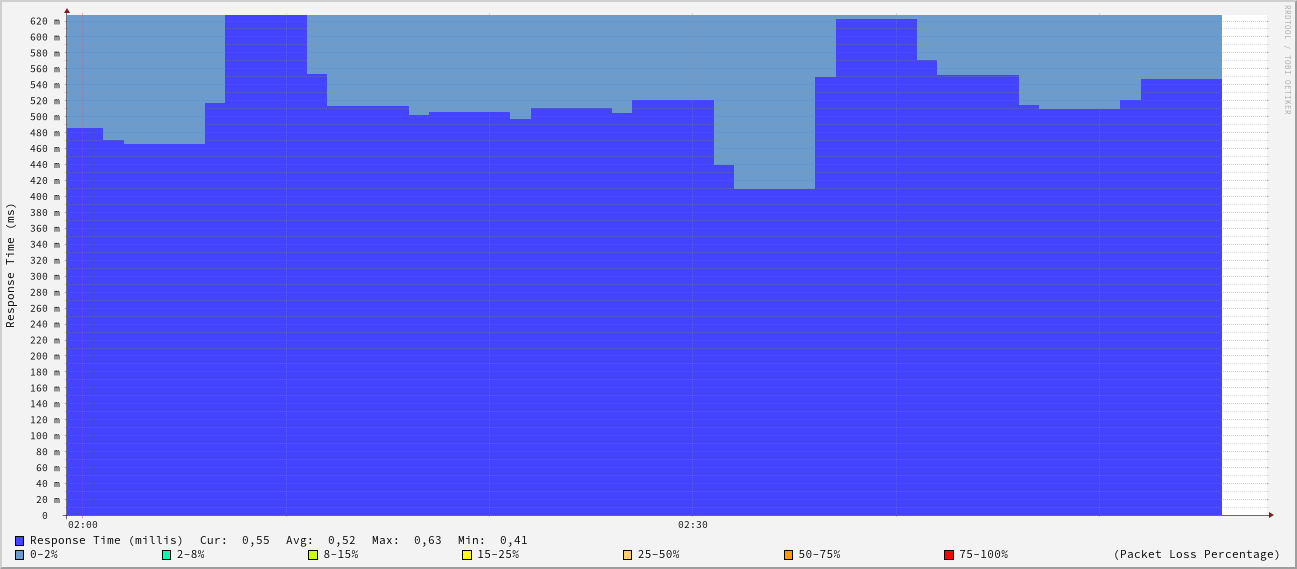 RRDTOOL / TOBI OETIKER
Response Time (ms)
620 m
600 m
580 m
560 m
540 m
520 m
500 m
480 m
460 m
440 m
420 m
400 m
380 m
360 m
340 m
320 m
300 m
280 m
260 m
240 m
220 m
200 m
180 m
160 m
140 m
120 m
100 m
80 m
60 m
40 m
20 m
0
02:00 02:30
Response Time (millis) Cur: 0,55 Avg: 0,52 Max: 0,63 Min: 0,41
0-2% 2-8% 8-15% 15-25% 25-50% 50-75% 75-100% (Packet Loss Percentage)